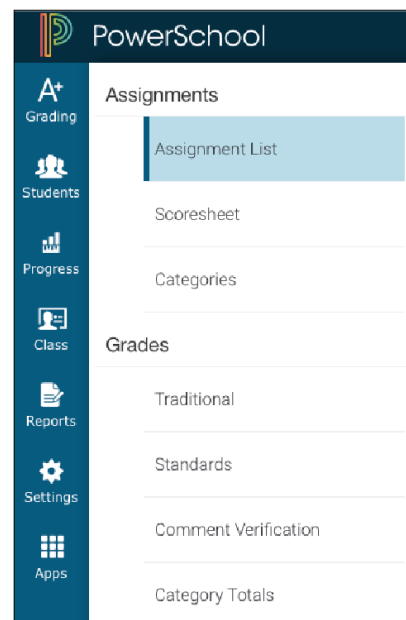 PowerSchool
A+
Grading
Students
Progress
Class
Reports
Settings
Apps
Assignments
Assignment List
Scoresheet
Categories
Grades
Traditional
Standards
Comment Verification
Category Totals